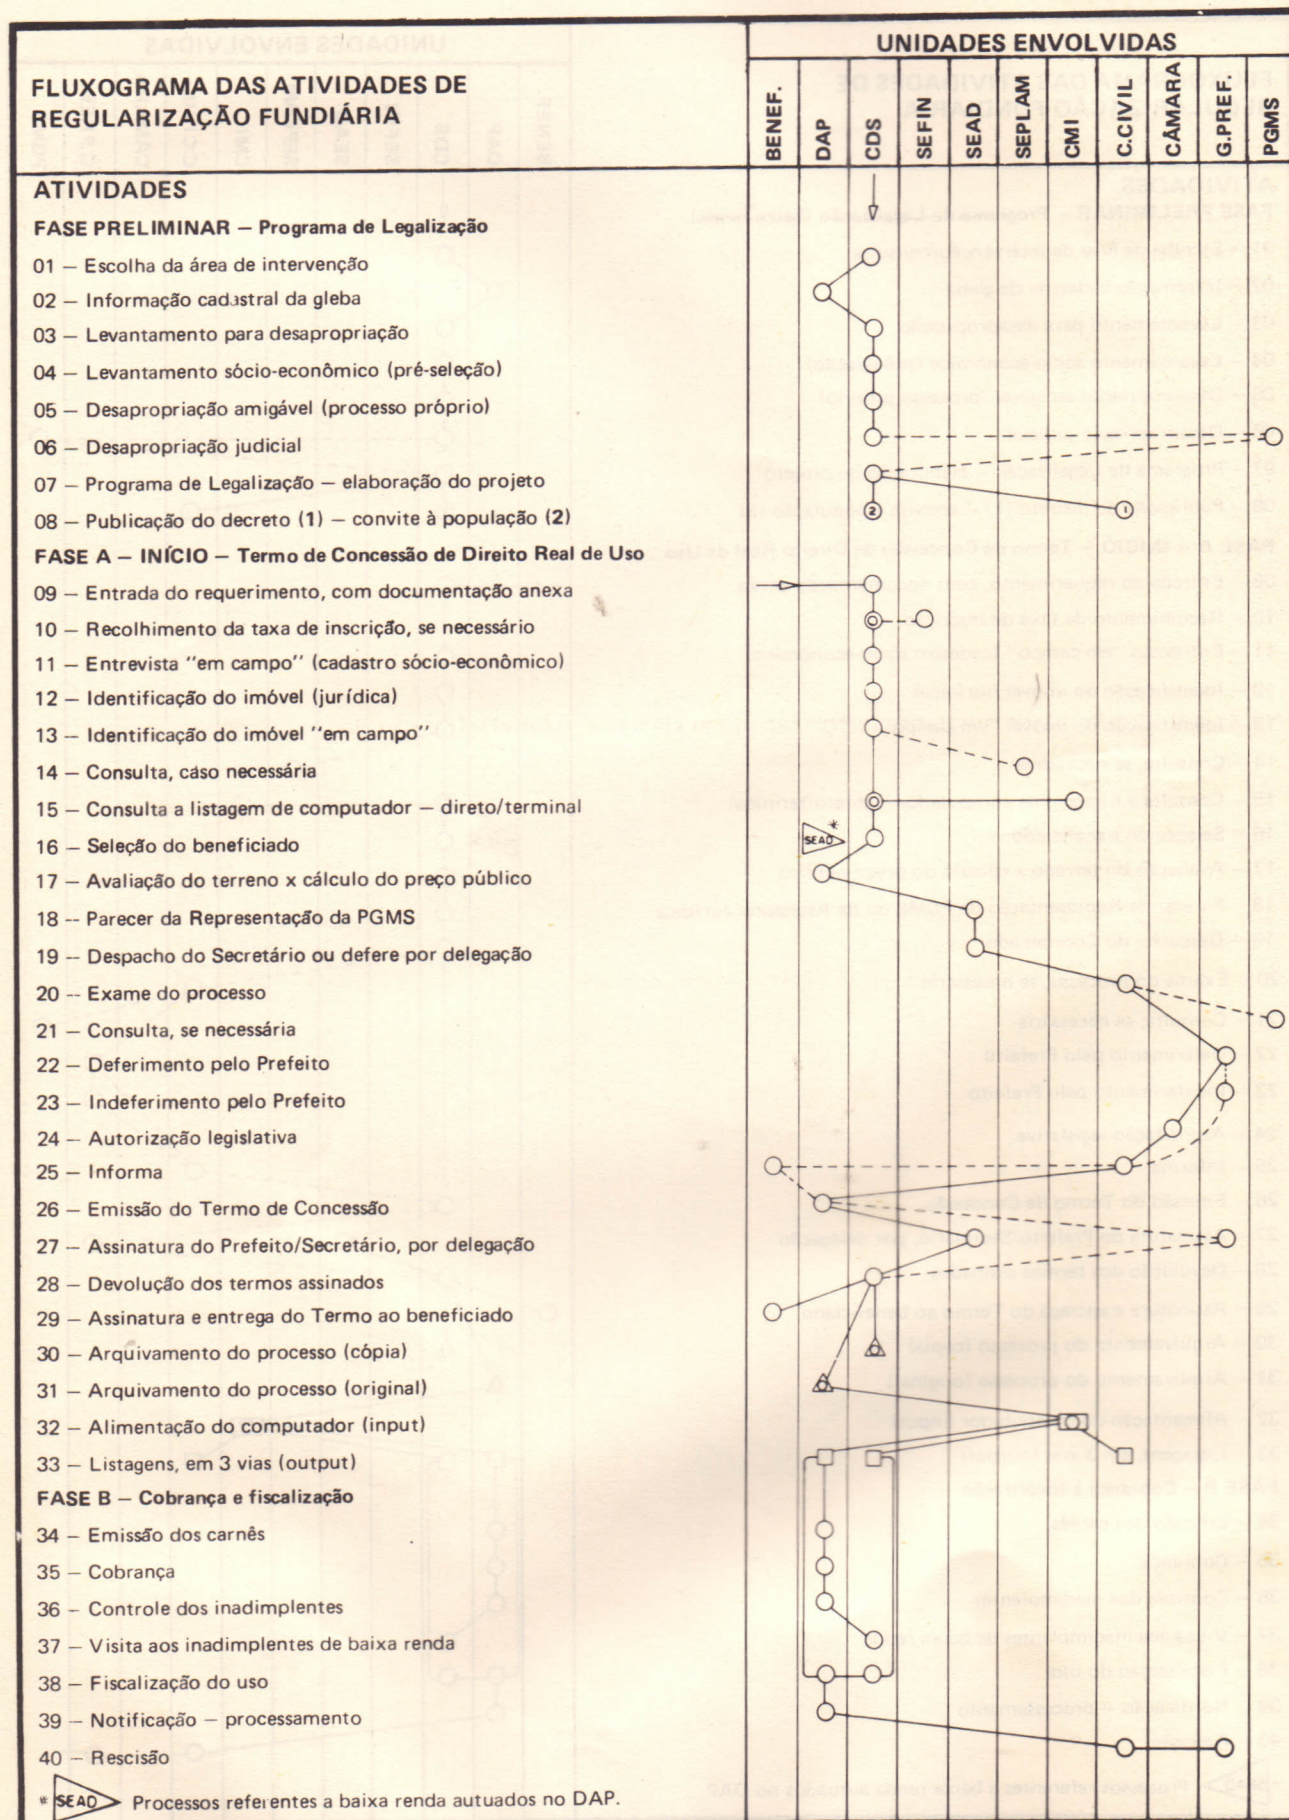 UNIDADES ENVOLVIDAS
FLUXOGRAMA DAS ATIVIDADES DE
REGULARIZAÇÃO FUNDIÁRIA
BENEF.
DAP
CDS
SEFIN
SEAD
SEPLAM
CMI
C.CIVIL
CÂMARA
G.PREF.
PGMS
ATIVIDADES
FASE PRELIMINAR — Programa de Legalização
01 — Escolha da área de intervenção
02 — Informação cadastral da gleba
03 — Levantamento para desapropriação
04 — Levantamento sócio-econômico (pré-seleção)
05 — Desapropriação amigável (processo próprio)
06 — Desapropriação judicial
07 — Programa de Legalização — elaboração do projeto
08 — Publicação do decreto (1) — convite à população (2)
2
1
FASE A — INÍCIO — Termo de Concessão de Direito Real de Uso
09 — Entrada do requerimento, com documentação anexa
10 — Recolhimento da taxa de inscrição, se necessário
11 — Entrevista "em campo" (cadastro sócio-econômico)
12 — Identificação do imóvel (jurídica)
13 -- Identificação do imóvel "em campo"
14 — Consulta, caso necessária
15 — Consulta a listagem de computador — direto/terminal
16 — Seleção do beneficiado
SEAD *
17 — Avaliação do terreno x cálculo do preço público
18 -- Parecer da Representação da PGMS
19 -- Despacho do Secretário ou defere por delegação
20 -- Exame do processo
21 — Consulta, se necessária
22 — Deferimento pelo Prefeito
23 — Indeferimento pelo Prefeito
24 — Autorização legislativa
25 — Informa
26 — Emissão do Termo de Concessão
27 — Assinatura do Prefeito/Secretário, por delegação
28 — Devolução dos termos assinados
29 — Assinatura e entrega do Termo ao beneficiado
30 — Arquivamento do processo (cópia)
31 — Arquivamento do processo (original)
32 — Alimentação do computador (input)
33 — Listagens, em 3 vias (output)
FASE B — Cobrança e fiscalização
34 — Emissão dos carnês
35 — Cobrança
36 — Controle dos inadimplentes
37 — Visita aos inadimplentes de baixa renda
38 — Fiscalização do uso
39 — Notificação — processamento
40 — Rescisão
* SEAD Processos referentes a baixa renda autuados no DAP.